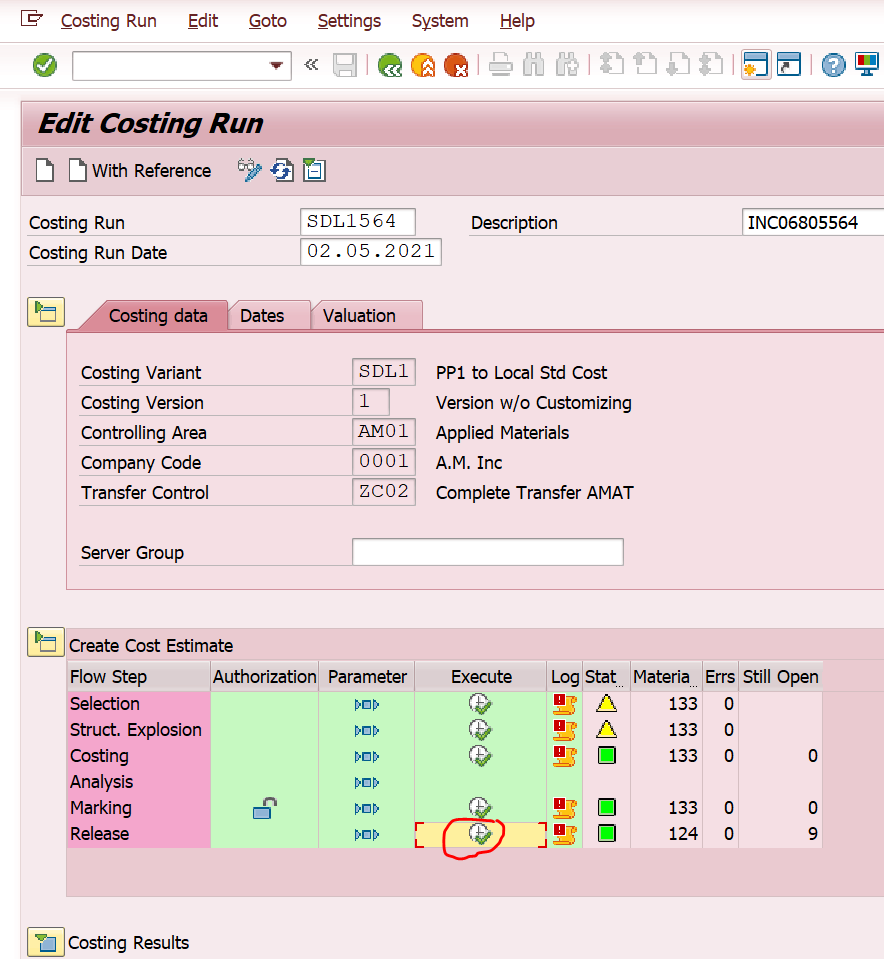 Costing Run Edit Goto Settings System Help
Edit Costing Run
With Reference
Costing Run SDL1564 Description INC06805564
Costing Run Date 02.05.2021
Costing data Dates Valuation
Costing Variant SDL1 PP1 to Local Std Cost
Costing Version 1 Version w/o Customizing
Controlling Area AM01 Applied Materials
Company Code 0001 A.M. Inc
Transfer Control ZC02 Complete Transfer AMAT
Server Group
Create Cost Estimate
Flow Step Authorization Parameter Execute Log Stat... Materia... Errs Still Open
Selection 133 0
Struct. Explosion 133 0
Costing 133 0 0
Analysis
Marking 133 0 0
Release 124 0 9
Costing Results